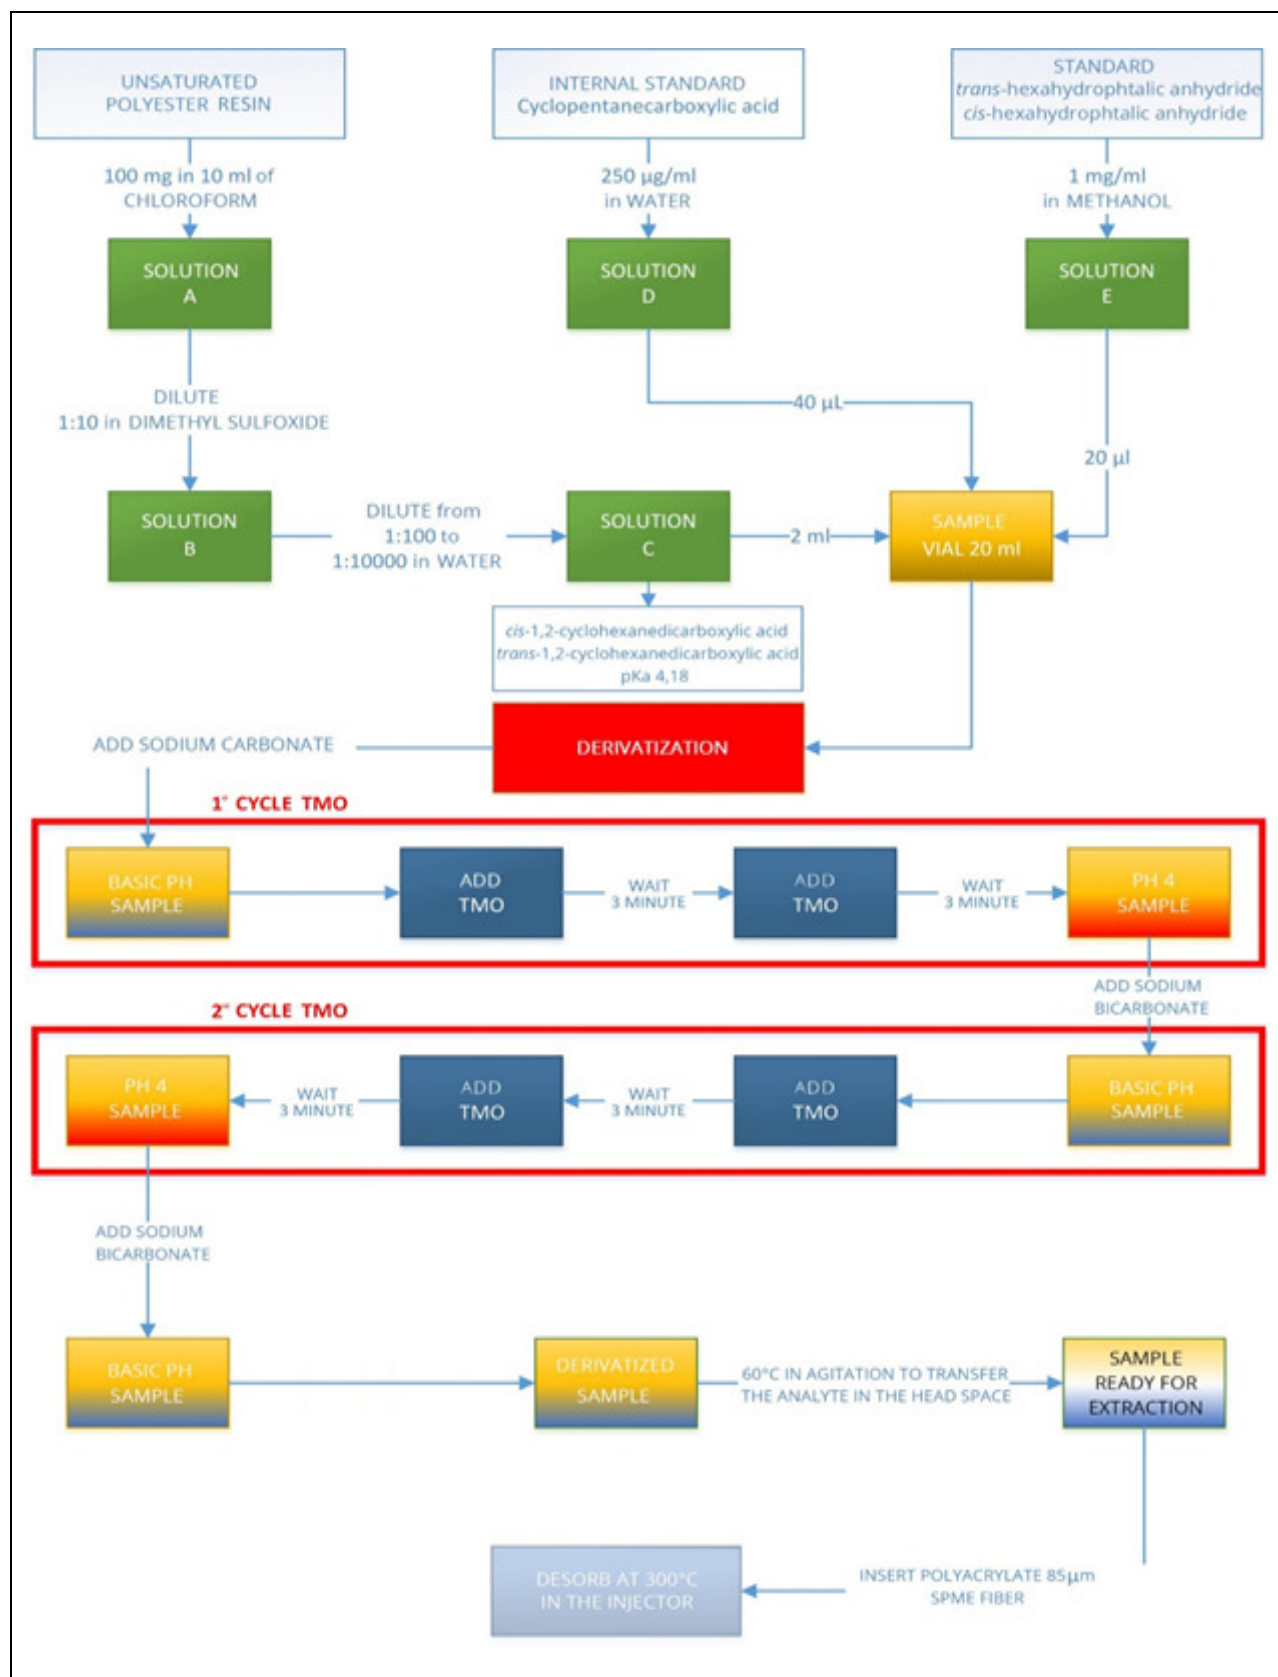 UNSATURATED
POLYESTER RESIN
INTERNAL STANDARD
Cyclopentanecarboxylic acid
STANDARD
trans-hexahydrophtalic anhydride
cis-hexahydrophtalic anhydride
100 mg in 10 ml of
CHLOROFORM
250 µg/ml
in WATER
1 mg/ml
in METHANOL
SOLUTION
A
SOLUTION
D
SOLUTION
E
DILUTE
1:10 in DIMETHYL SULFOXIDE
40 µL
20 µl
SOLUTION
B
DILUTE from
1:100 to
1:10000 in WATER
SOLUTION
C
2 ml
SAMPLE
VIAL 20 ml
cis-1,2-cyclohexanedicarboxylic acid
trans-1,2-cyclohexanedicarboxylic acid
pKa 4,18
ADD SODIUM CARBONATE
DERIVATIZATION
1° CYCLE TMO
BASIC PH
SAMPLE
ADD
TMO
WAIT
3 MINUTE
ADD
TMO
WAIT
3 MINUTE
PH 4
SAMPLE
ADD SODIUM
BICARBONATE
2° CYCLE TMO
PH 4
SAMPLE
WAIT
3 MINUTE
ADD
TMO
WAIT
3 MINUTE
ADD
TMO
BASIC PH
SAMPLE
ADD SODIUM
BICARBONATE
BASIC PH
SAMPLE
DERIVATIZED
SAMPLE
60°C IN AGITATION TO TRANSFER
THE ANALYTE IN THE HEAD SPACE
SAMPLE
READY FOR
EXTRACTION
DESORB AT 300°C
IN THE INJECTOR
INSERT POLYACRYLATE 85µm
SPME FIBER